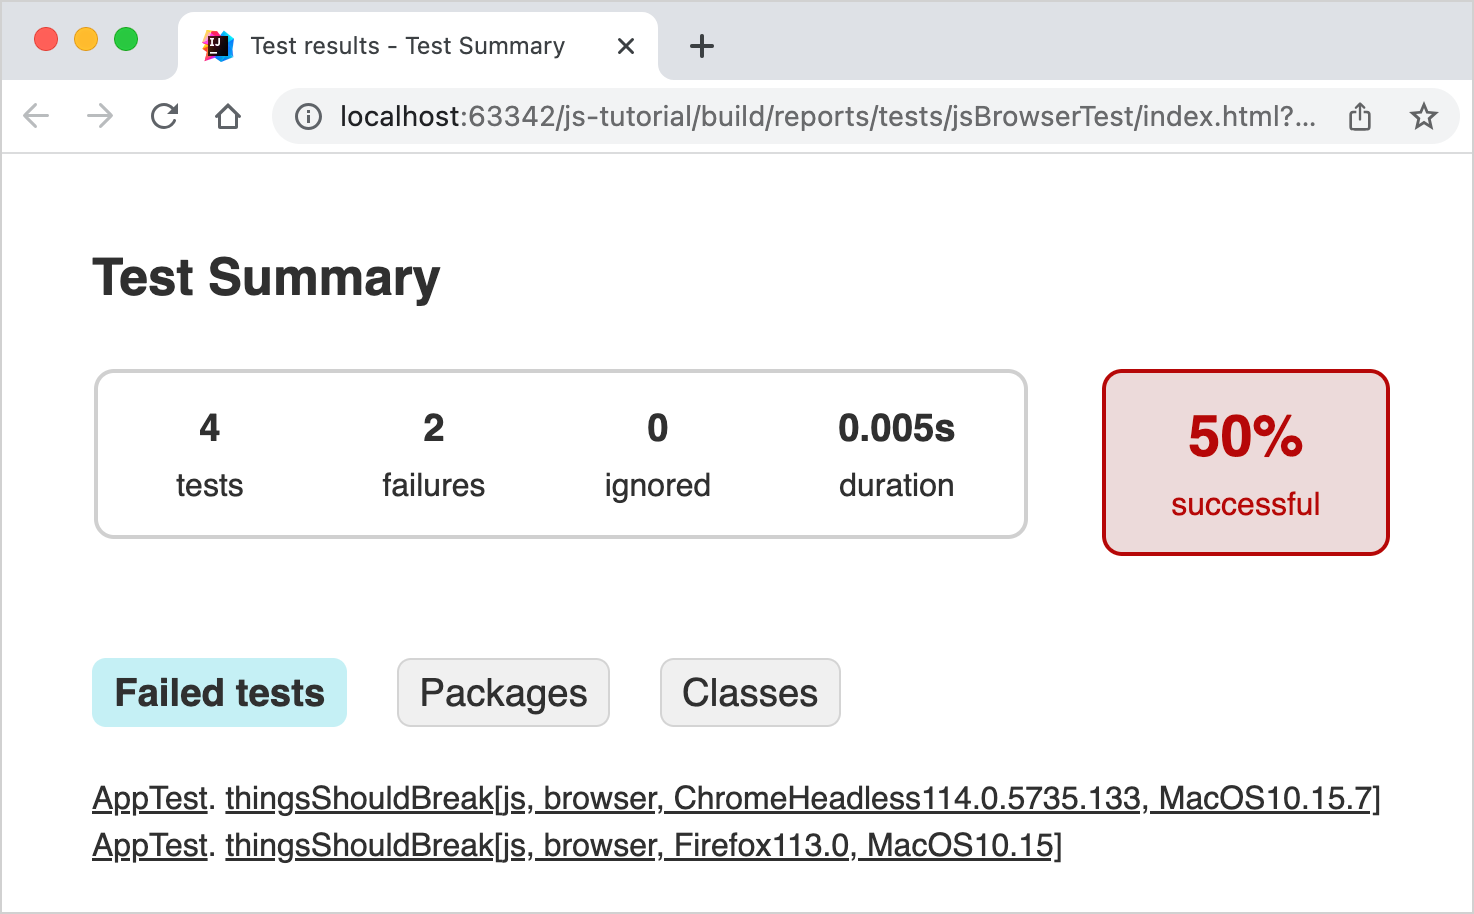 IJ
Test results - Test Summary
localhost:63342/js-tutorial/build/reports/tests/jsBrowserTest/index.html?...
Test Summary
4 2 0 0.005s
tests failures ignored duration
50%
successful
Failed tests Packages Classes
AppTest. thingsShouldBreak[js, browser, ChromeHeadless114.0.5735.133, MacOS10.15.7]
AppTest. thingsShouldBreak[js, browser, Firefox113.0, MacOS10.15]